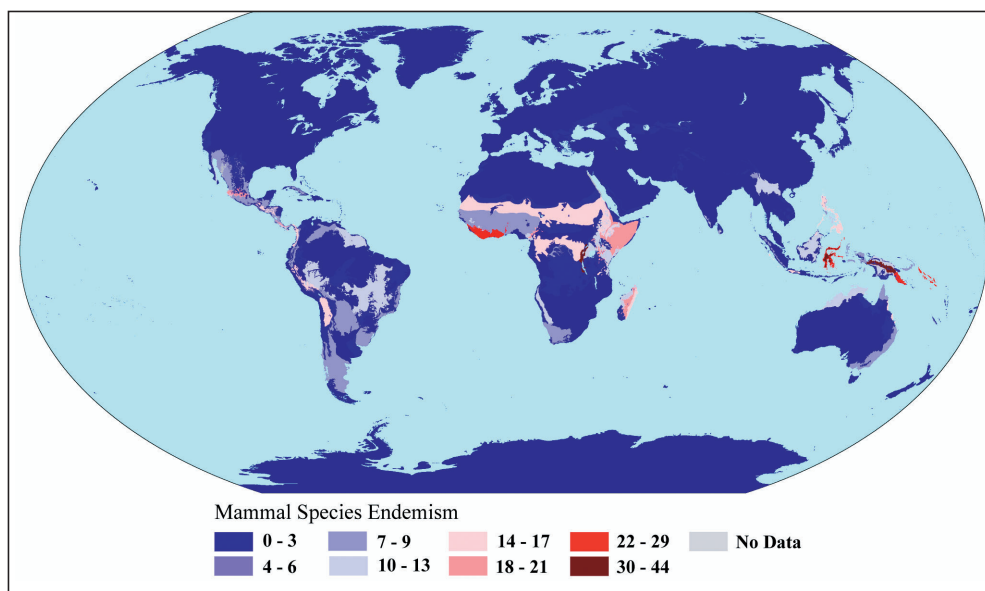 Mammal Species Endemism
0 - 3 7 - 9 14 - 17 22 - 29 No Data
4 - 6 10 - 13 18 - 21 30 - 44